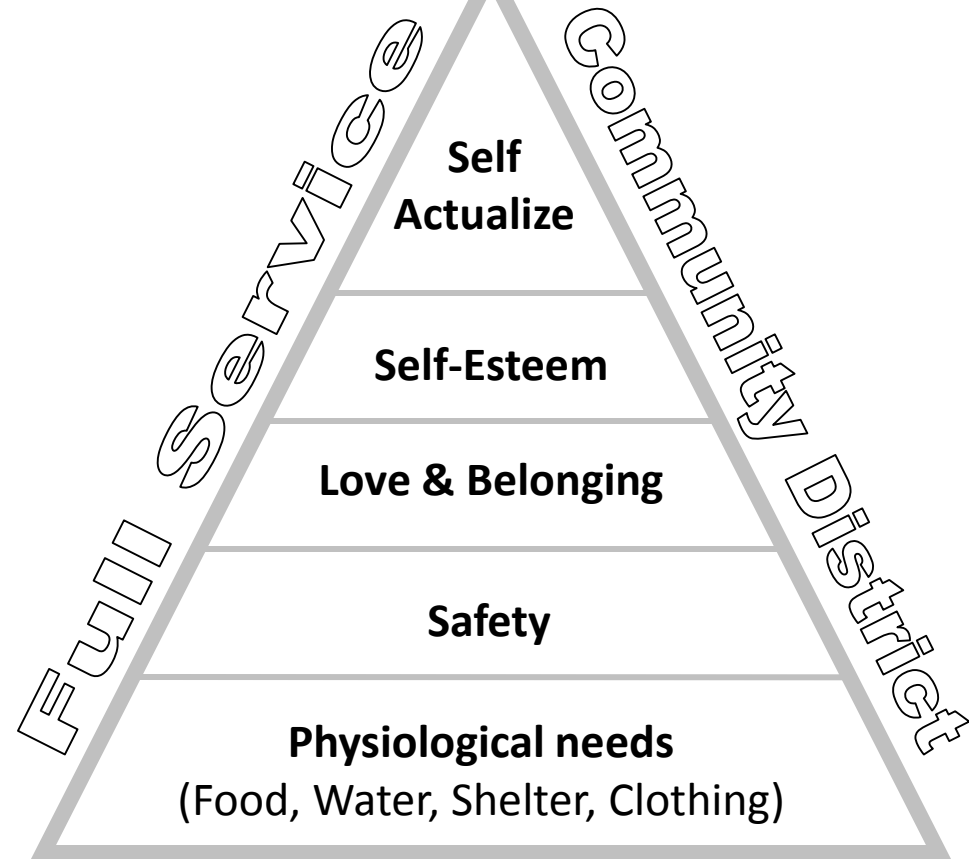 Full Service
Community District
Self
Actualize
Self-Esteem
Love & Belonging
Safety
Physiological needs
(Food, Water, Shelter, Clothing)